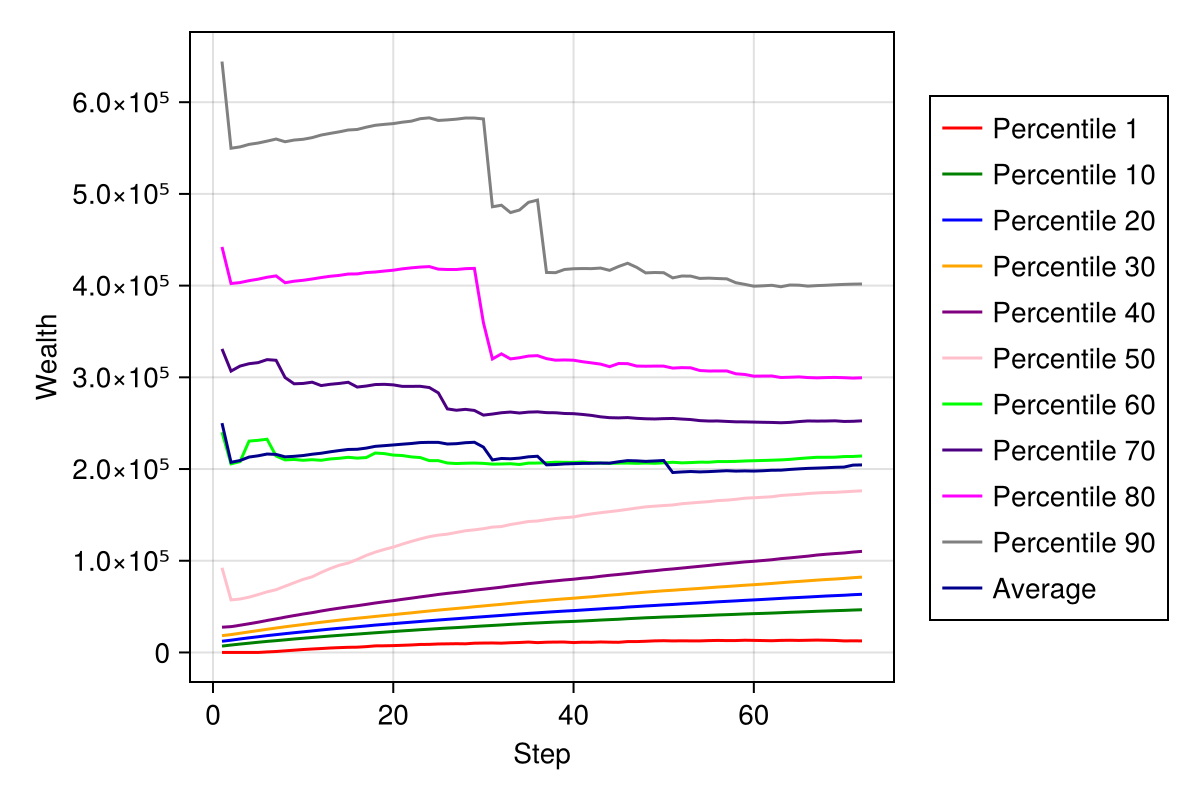 6.0×10⁵
5.0×10⁵
4.0×10⁵
3.0×10⁵
2.0×10⁵
1.0×10⁵
0
Wealth
0 20 40 60
Step
Percentile 1
Percentile 10
Percentile 20
Percentile 30
Percentile 40
Percentile 50
Percentile 60
Percentile 70
Percentile 80
Percentile 90
Average